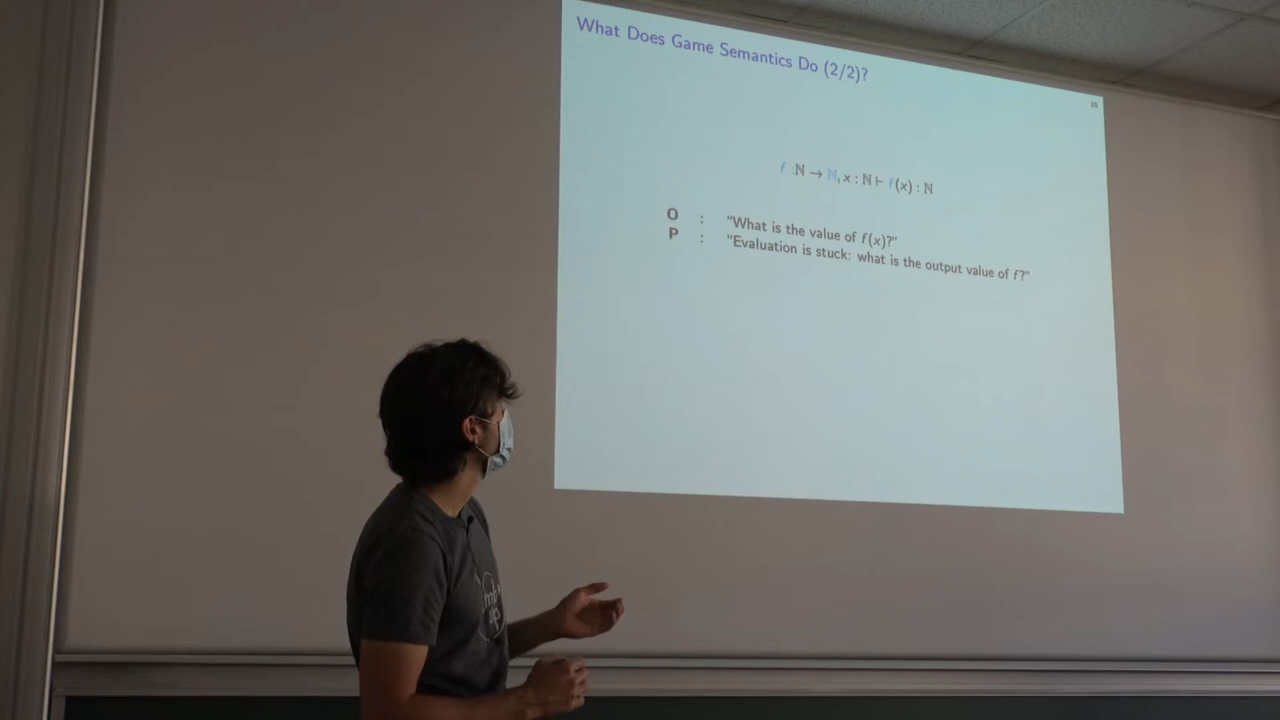 What Does Game Semantics Do (2/2)?
f : ℕ → ℕ, x : ℕ ⊢ f(x) : ℕ
O : "What is the value of f(x)?"
P : "Evaluation is stuck: what is the output value of f?"